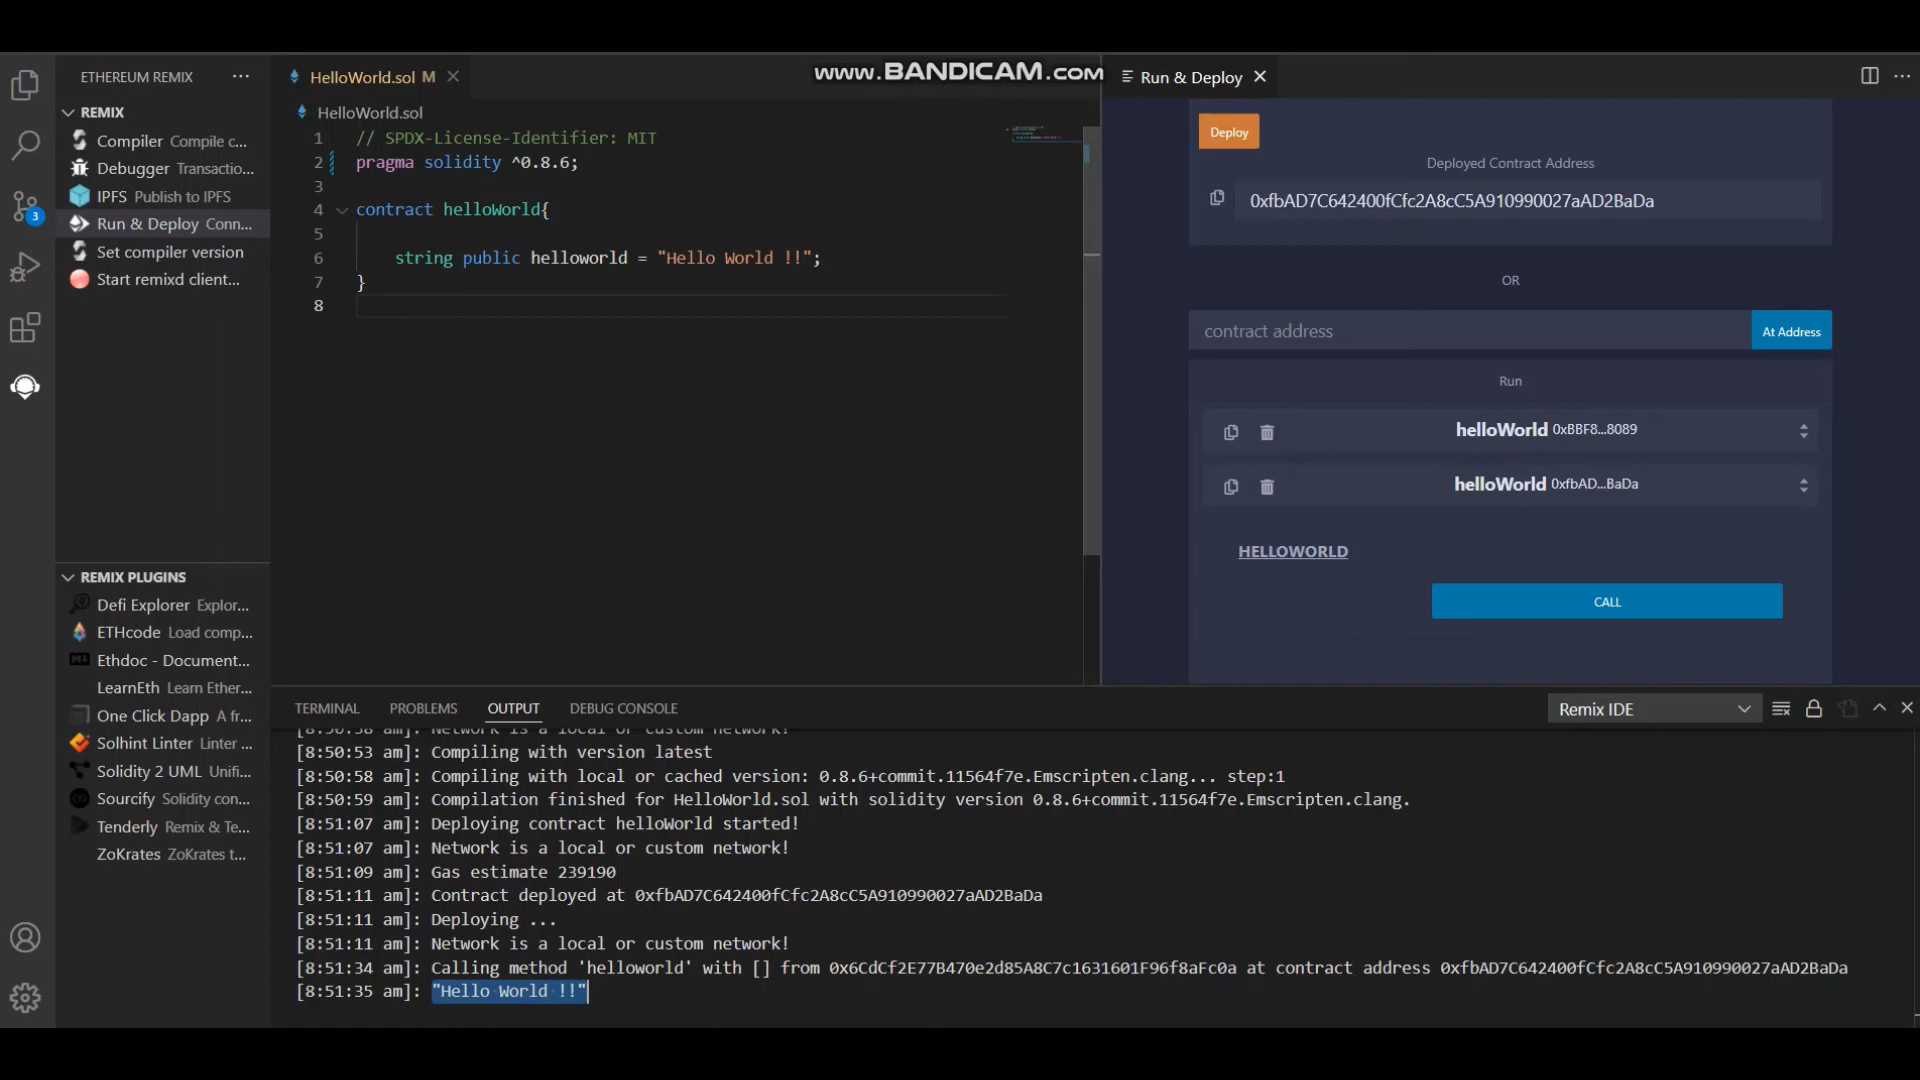 www.BANDICAM.com
ETHEREUM REMIX
REMIX
Compiler Compile c...
Debugger Transactio...
IPFS Publish to IPFS
Run & Deploy Conn...
Set compiler version
Start remixd client...
3
REMIX PLUGINS
Defi Explorer Explor...
ETHcode Load comp...
Ethdoc - Document...
LearnEth Learn Ether...
One Click Dapp A fr...
Solhint Linter Linter ...
Solidity 2 UML Unifi...
Sourcify Solidity con...
Tenderly Remix & Te...
ZoKrates ZoKrates t...
HelloWorld.sol M
HelloWorld.sol
1 // SPDX-License-Identifier: MIT
2 pragma solidity ^0.8.6;
3
4 contract helloWorld{
5
6 string public helloworld = "Hello World !!";
7 }
8
Run & Deploy
Deploy
Deployed Contract Address
0xfbAD7C642400fCfc2A8cC5A910990027aAD2BaDa
OR
contract address
At Address
Run
helloWorld 0xBBF8...8089
helloWorld 0xfbAD...BaDa
HELLOWORLD
CALL
TERMINAL PROBLEMS OUTPUT DEBUG CONSOLE
Remix IDE
[8:50:38 am]: Network is a local or custom network!
[8:50:53 am]: Compiling with version latest
[8:50:58 am]: Compiling with local or cached version: 0.8.6+commit.11564f7e.Emscripten.clang... step:1
[8:50:59 am]: Compilation finished for HelloWorld.sol with solidity version 0.8.6+commit.11564f7e.Emscripten.clang.
[8:51:07 am]: Deploying contract helloWorld started!
[8:51:07 am]: Network is a local or custom network!
[8:51:09 am]: Gas estimate 239190
[8:51:11 am]: Contract deployed at 0xfbAD7C642400fCfc2A8cC5A910990027aAD2BaDa
[8:51:11 am]: Deploying ...
[8:51:11 am]: Network is a local or custom network!
[8:51:34 am]: Calling method 'helloworld' with [] from 0x6CdCf2E77B470e2d85A8C7c1631601F96f8aFc0a at contract address 0xfbAD7C642400fCfc2A8cC5A910990027aAD2BaDa
[8:51:35 am]: "Hello World !!"